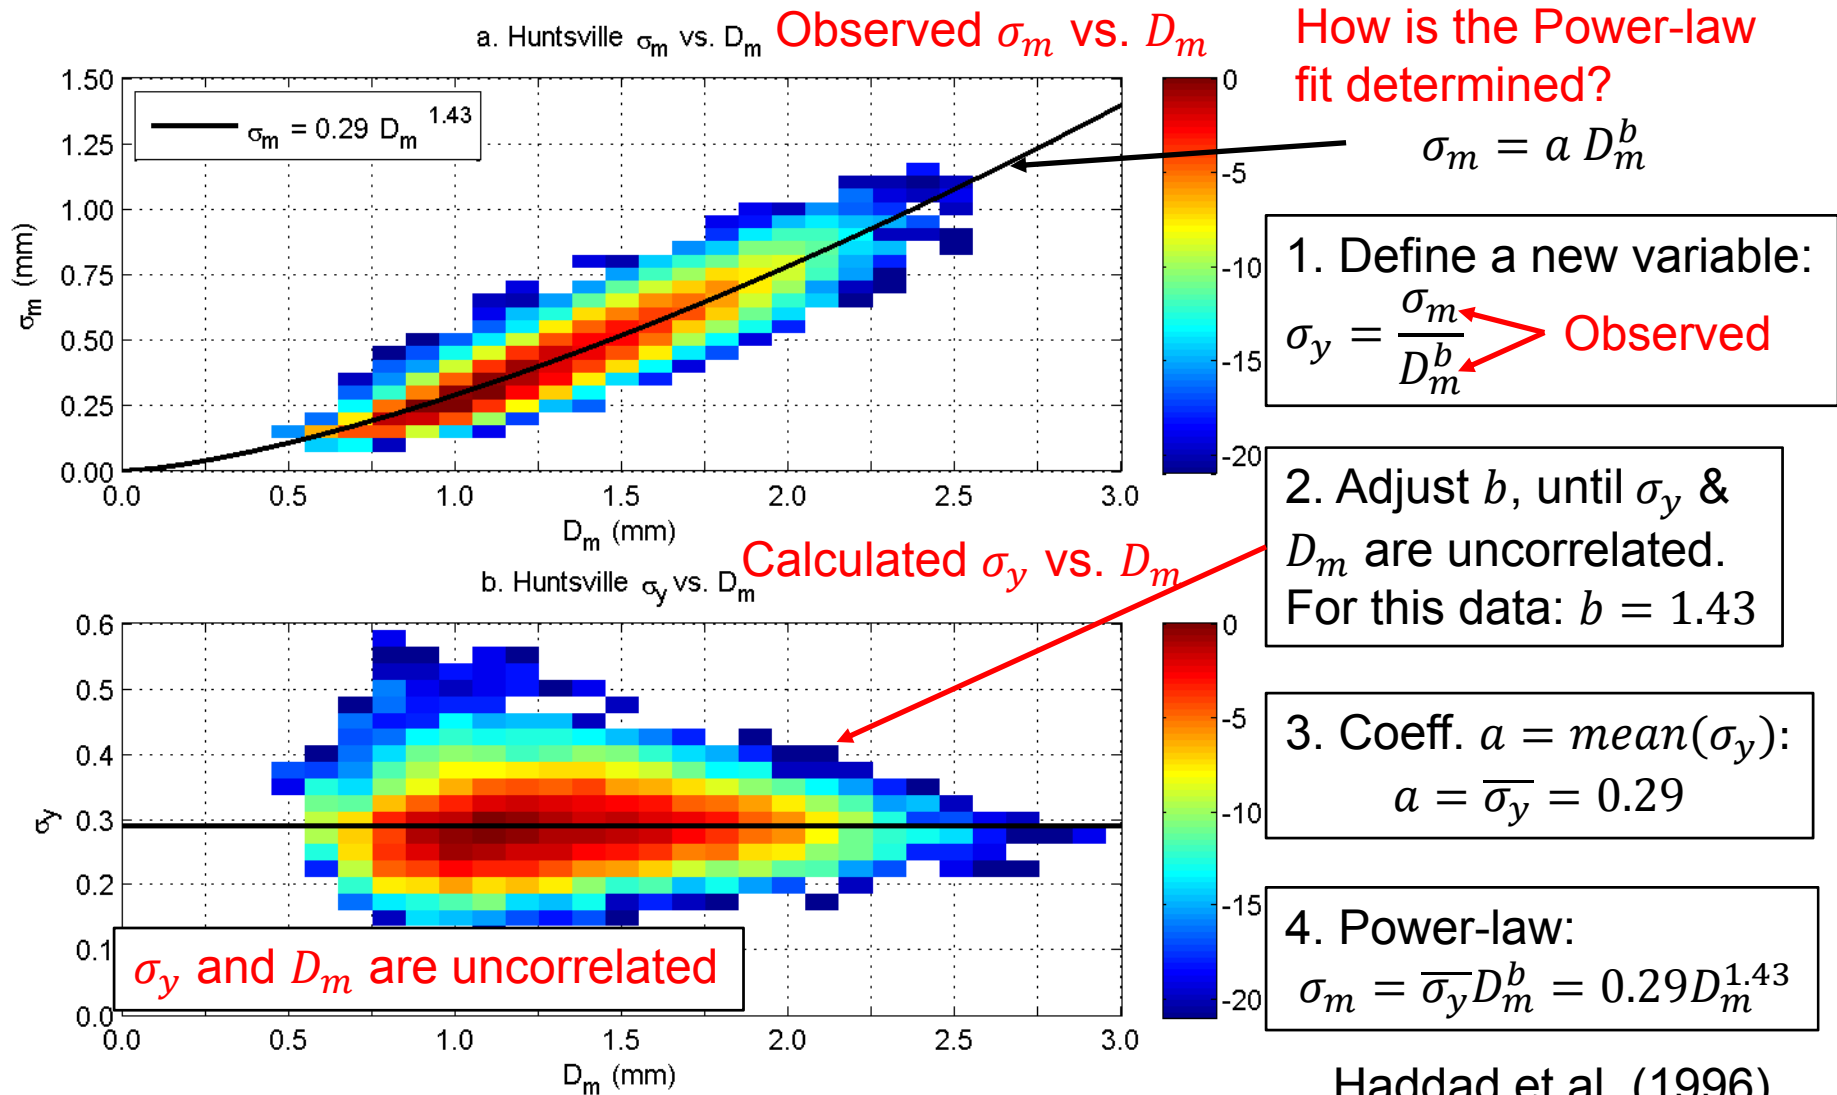 a. Huntsville σm vs. Dm Observed σ𝑚 vs. D𝑚
How is the Power-law
fit determined?
σ𝑚 = a D𝑚^b
σm = 0.29 Dm^1.43
1.50
1.25
1.00
0.75
0.50
0.25
0.00
σm (mm)
0.0 0.5 1.0 1.5 2.0 2.5 3.0
Dm (mm)
0
-5
-10
-15
-20
1. Define a new variable:
σy = σm / Dm^b Observed
2. Adjust b, until σy &
Dm are uncorrelated.
For this data: b = 1.43
Calculated σy vs. Dm
b. Huntsville σy vs. Dm
0.6
0.5
0.4
0.3
0.2
0.1
0.0
σy
0.0 0.5 1.0 1.5 2.0 2.5 3.0
Dm (mm)
0
-5
-10
-15
-20
σy and Dm are uncorrelated
3. Coeff. a = mean(σy):
a = σ̅y = 0.29
4. Power-law:
σm = σ̅y Dm^b = 0.29Dm^1.43
Haddad et al. (1996)